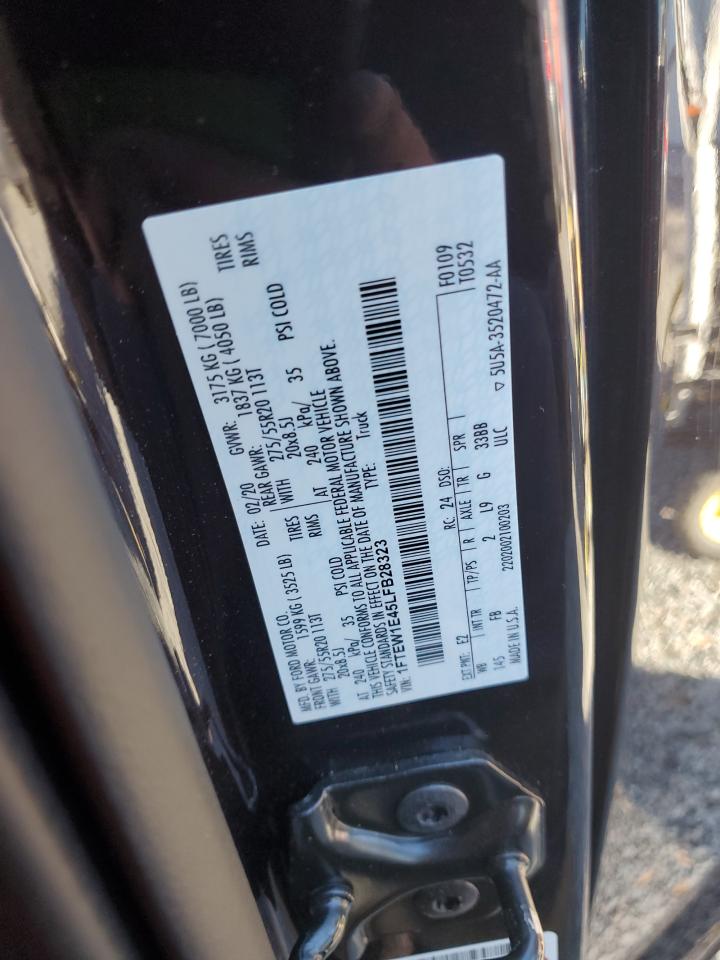 MFD. BY FORD MOTOR CO. DATE: 02/20 GVWR: 3175 KG ( 7000 LB)
FRONT GAWR: 1599 KG ( 3525 LB) REAR GAWR: 1837 KG ( 4050 LB)
WITH 275/55R20 113T TIRES WITH 275/55R20 113T TIRES
20x8.5J RIMS 20x8.5J RIMS
AT 240 kPa/ 35 PSI COLD AT 240 kPa/ 35 PSI COLD
THIS VEHICLE CONFORMS TO ALL APPLICABLE FEDERAL MOTOR VEHICLE
SAFETY STANDARDS IN EFFECT ON THE DATE OF MANUFACTURE SHOWN ABOVE.
VIN: 1FTEW1E45LFB28323 TYPE: Truck
F0109
T0532
EXT PNT: E2 RC: 24 DSO:
WB INT TR TP/PS R AXLE TR SPR
145 FB 2 L9 G 33BB
MADE IN U.S.A. 2202002100203 ULC ▽ 5U5A-3520472-AA